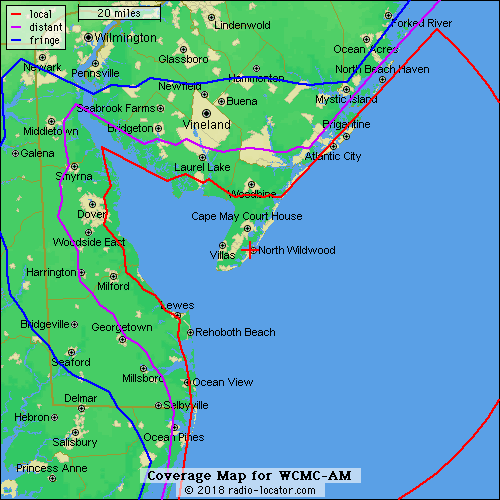 local
distant
fringe
20 miles
Lindenwold
Forked River
Wilmington
Ocean Acres
Glassboro
Newark
Pennsville
Hammonton
North Beach Haven
Newfield
Mystic Island
Seabrook Farms
Buena
Middletown
Bridgeton
Vineland
Brigantine
Galena
Atlantic City
Smyrna
Laurel Lake
Woodbine
Dover
Cape May Court House
Woodside East
Villas
North Wildwood
Harrington
Milford
Lewes
Bridgeville
Georgetown
Rehoboth Beach
Seaford
Millsboro
Ocean View
Delmar
Selbyville
Hebron
Salisbury
Ocean Pines
Princess Anne
Coverage Map for WCMC-AM
© 2018 radio-locator.com